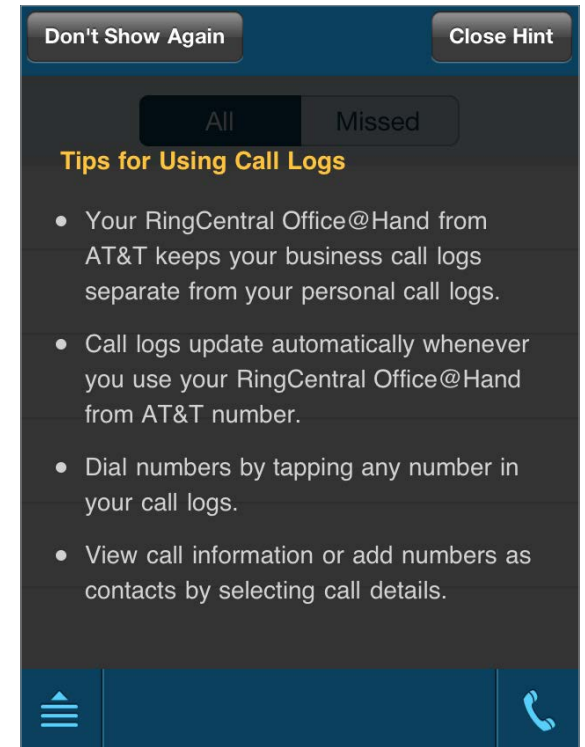 Don't Show Again Close Hint
All Missed
Tips for Using Call Logs
• Your RingCentral Office@Hand from
AT&T keeps your business call logs
separate from your personal call logs.
• Call logs update automatically whenever
you use your RingCentral Office@Hand
from AT&T number.
• Dial numbers by tapping any number in
your call logs.
• View call information or add numbers as
contacts by selecting call details.